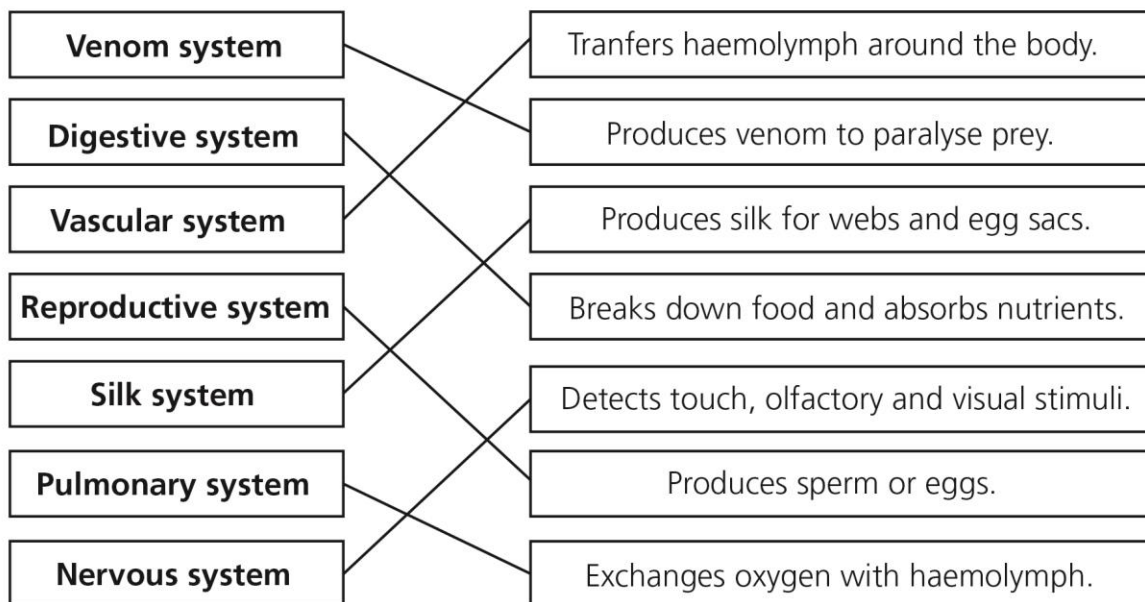 Venom system
Tranfers haemolymph around the body.
Digestive system
Produces venom to paralyse prey.
Vascular system
Produces silk for webs and egg sacs.
Reproductive system
Breaks down food and absorbs nutrients.
Silk system
Detects touch, olfactory and visual stimuli.
Pulmonary system
Produces sperm or eggs.
Nervous system
Exchanges oxygen with haemolymph.